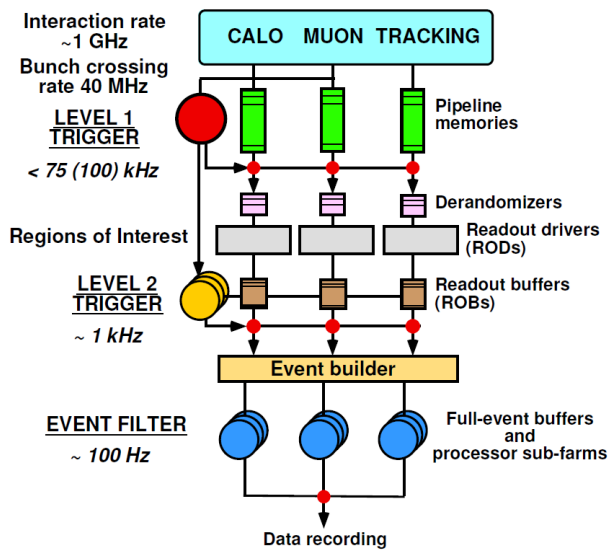 Interaction rate
~1 GHz
CALO MUON TRACKING
Bunch crossing
rate 40 MHz
LEVEL 1
TRIGGER
< 75 (100) kHz
Pipeline
memories
Derandomizers
Regions of Interest
Readout drivers
(RODs)
LEVEL 2
TRIGGER
~ 1 kHz
Readout buffers
(ROBs)
Event builder
EVENT FILTER
~ 100 Hz
Full-event buffers
and
processor sub-farms
Data recording